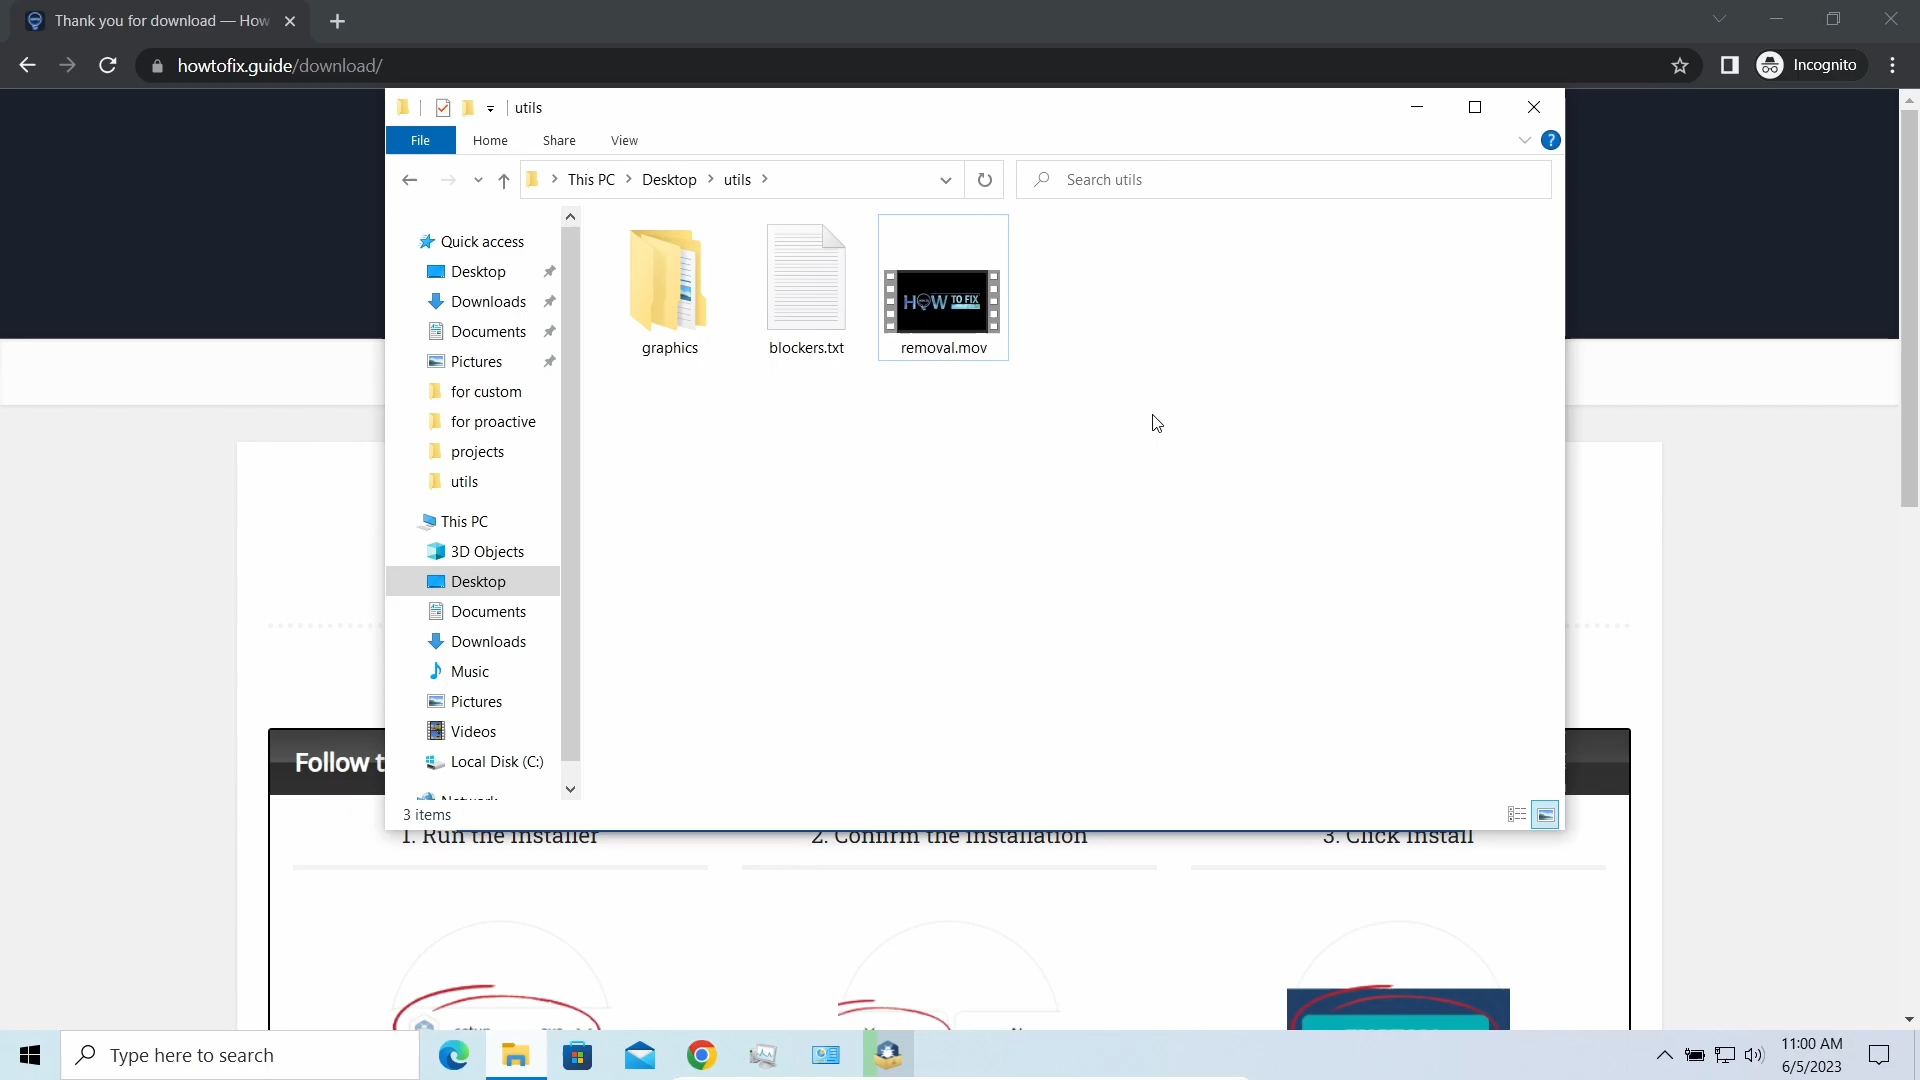 Thank you for download — How
howtofix.guide/download/
Incognito
utils
File
Home
Share
View
This PC
Desktop
utils
Search utils
Quick access
Desktop
Downloads
Documents
Pictures
for custom
for proactive
projects
utils
This PC
3D Objects
Desktop
Documents
Downloads
Music
Pictures
Videos
Local Disk (C:)
Network
graphics
blockers.txt
HOW TO FIX
removal.mov
3 items
Follow t
1. Run the installer
2. Confirm the installation
3. Click Install
Type here to search
11:00 AM
6/5/2023